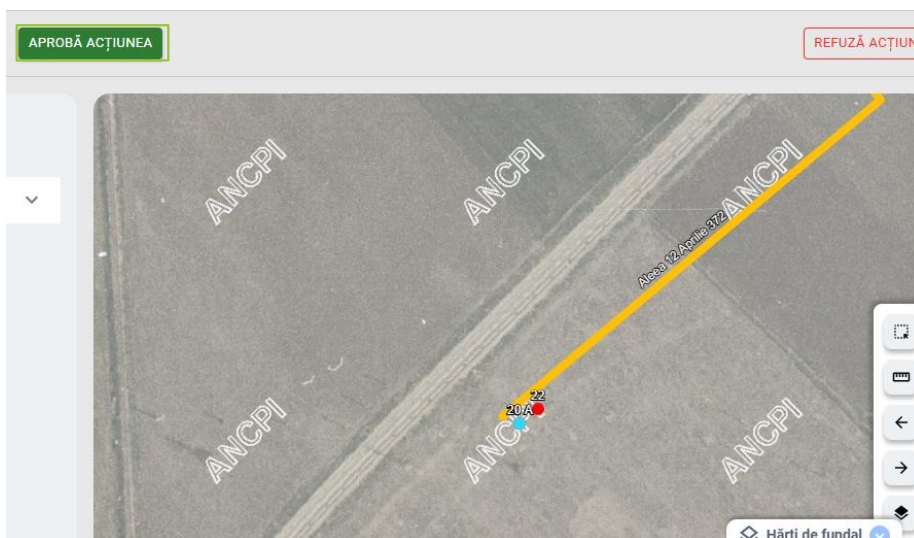 APROBĂ ACȚIUNEA
REFUZĂ ACȚIUN
ANCPI
ANCPI
ANCPI
Aleea 12 Aprilie 372
22
20 A
ANCPI
ANCPI
ANCPI
Hărți de fundal